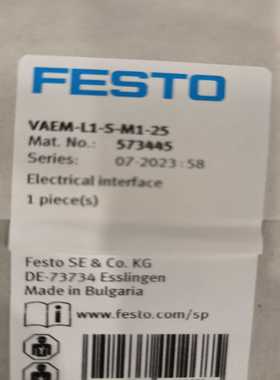 FESTO
VAEM-L1-S-M1-25
Mat. No.: 573445
Series: 07-2023:58
Electrical interface
1 piece(s)
Festo SE & Co. KG
DE-73734 Esslingen
Made in Bulgaria
www.festo.com/sp